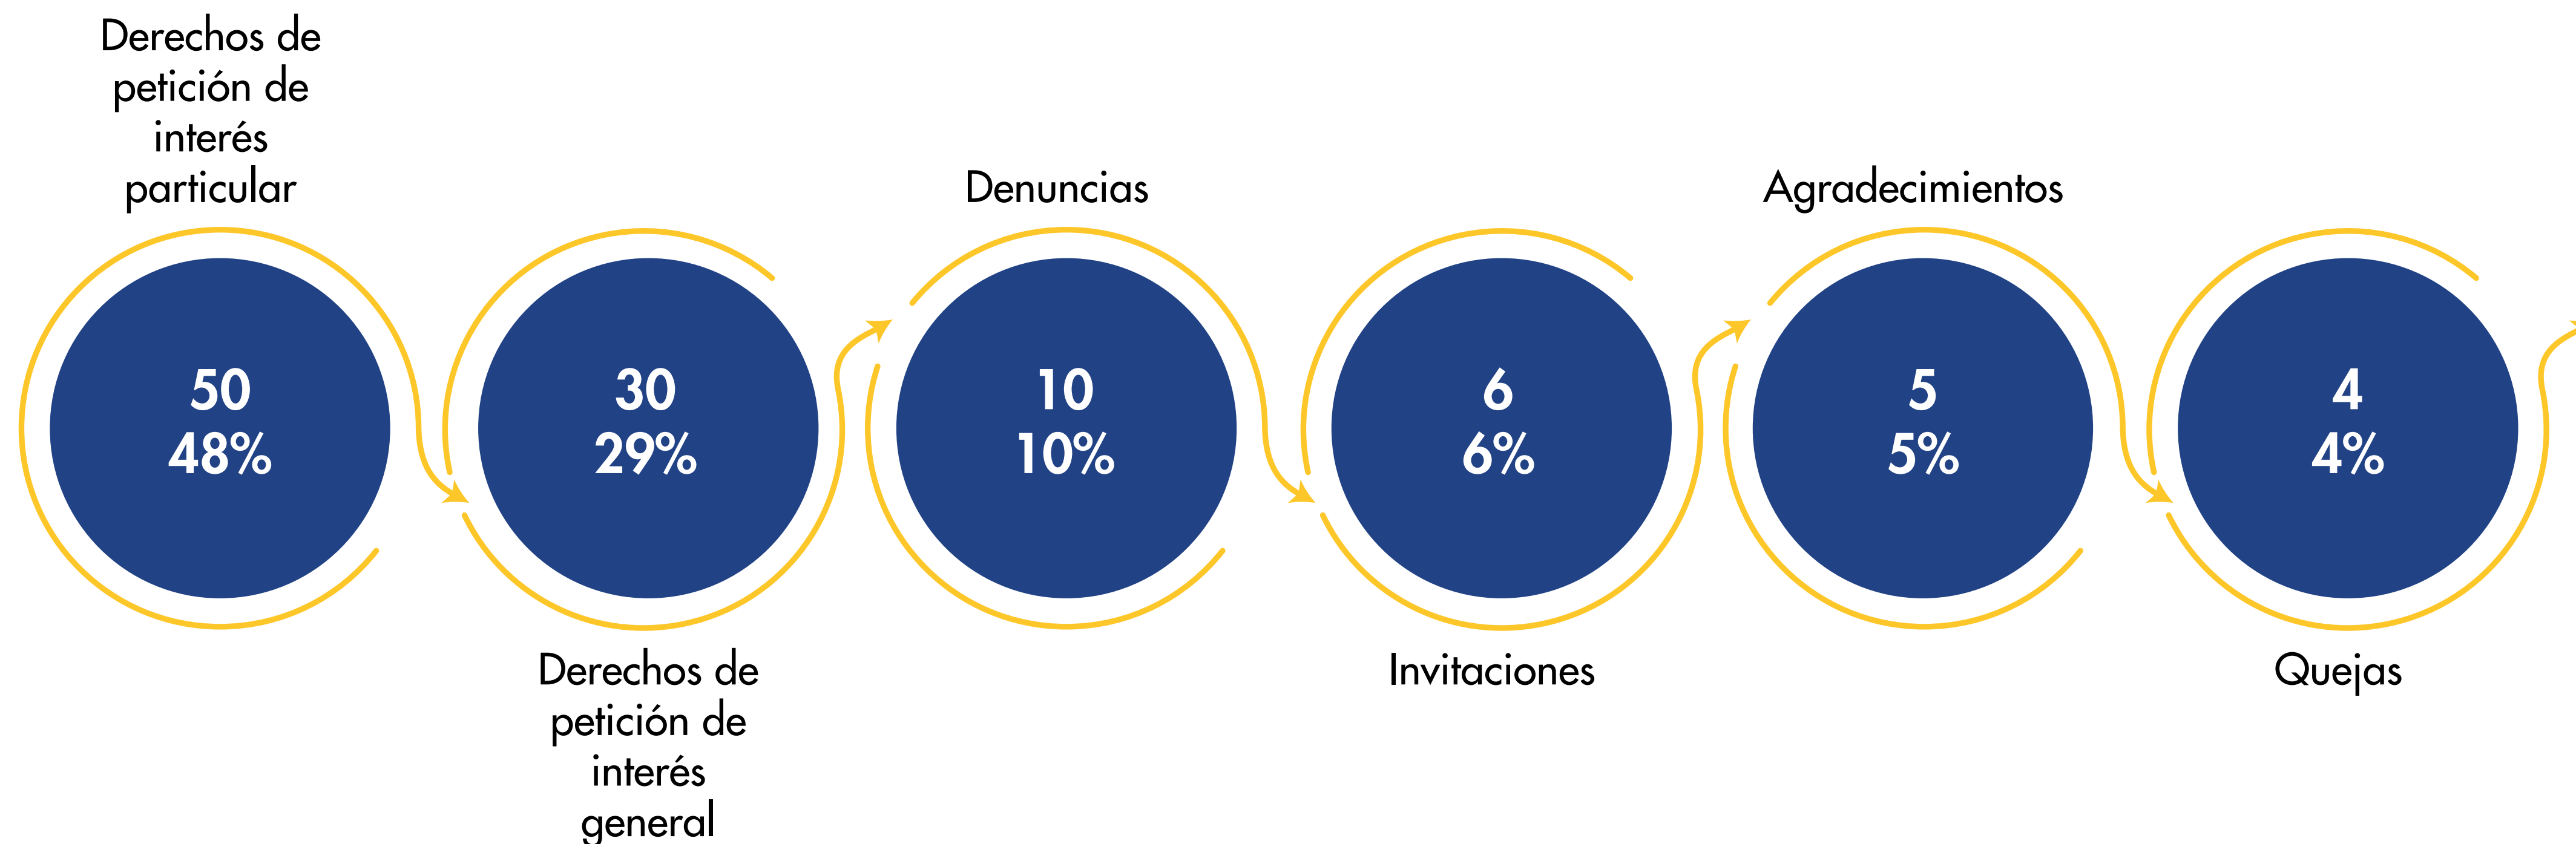 Derechos de
petición de
interés
particular
50
48%
30
29%
Derechos de
petición de
interés
general
Denuncias
10
10%
6
6%
Invitaciones
Agradecimientos
5
5%
4
4%
Quejas